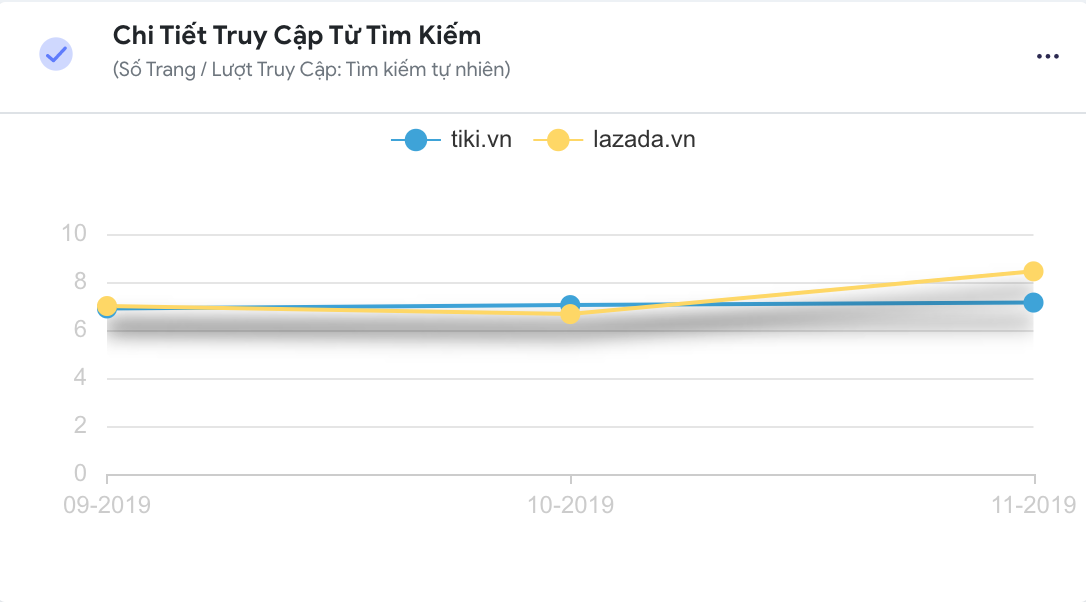 Chi Tiết Truy Cập Từ Tìm Kiếm
(Số Trang / Lượt Truy Cập: Tìm kiếm tự nhiên)
tiki.vn lazada.vn
10
8
6
4
2
0
09-2019 10-2019 11-2019